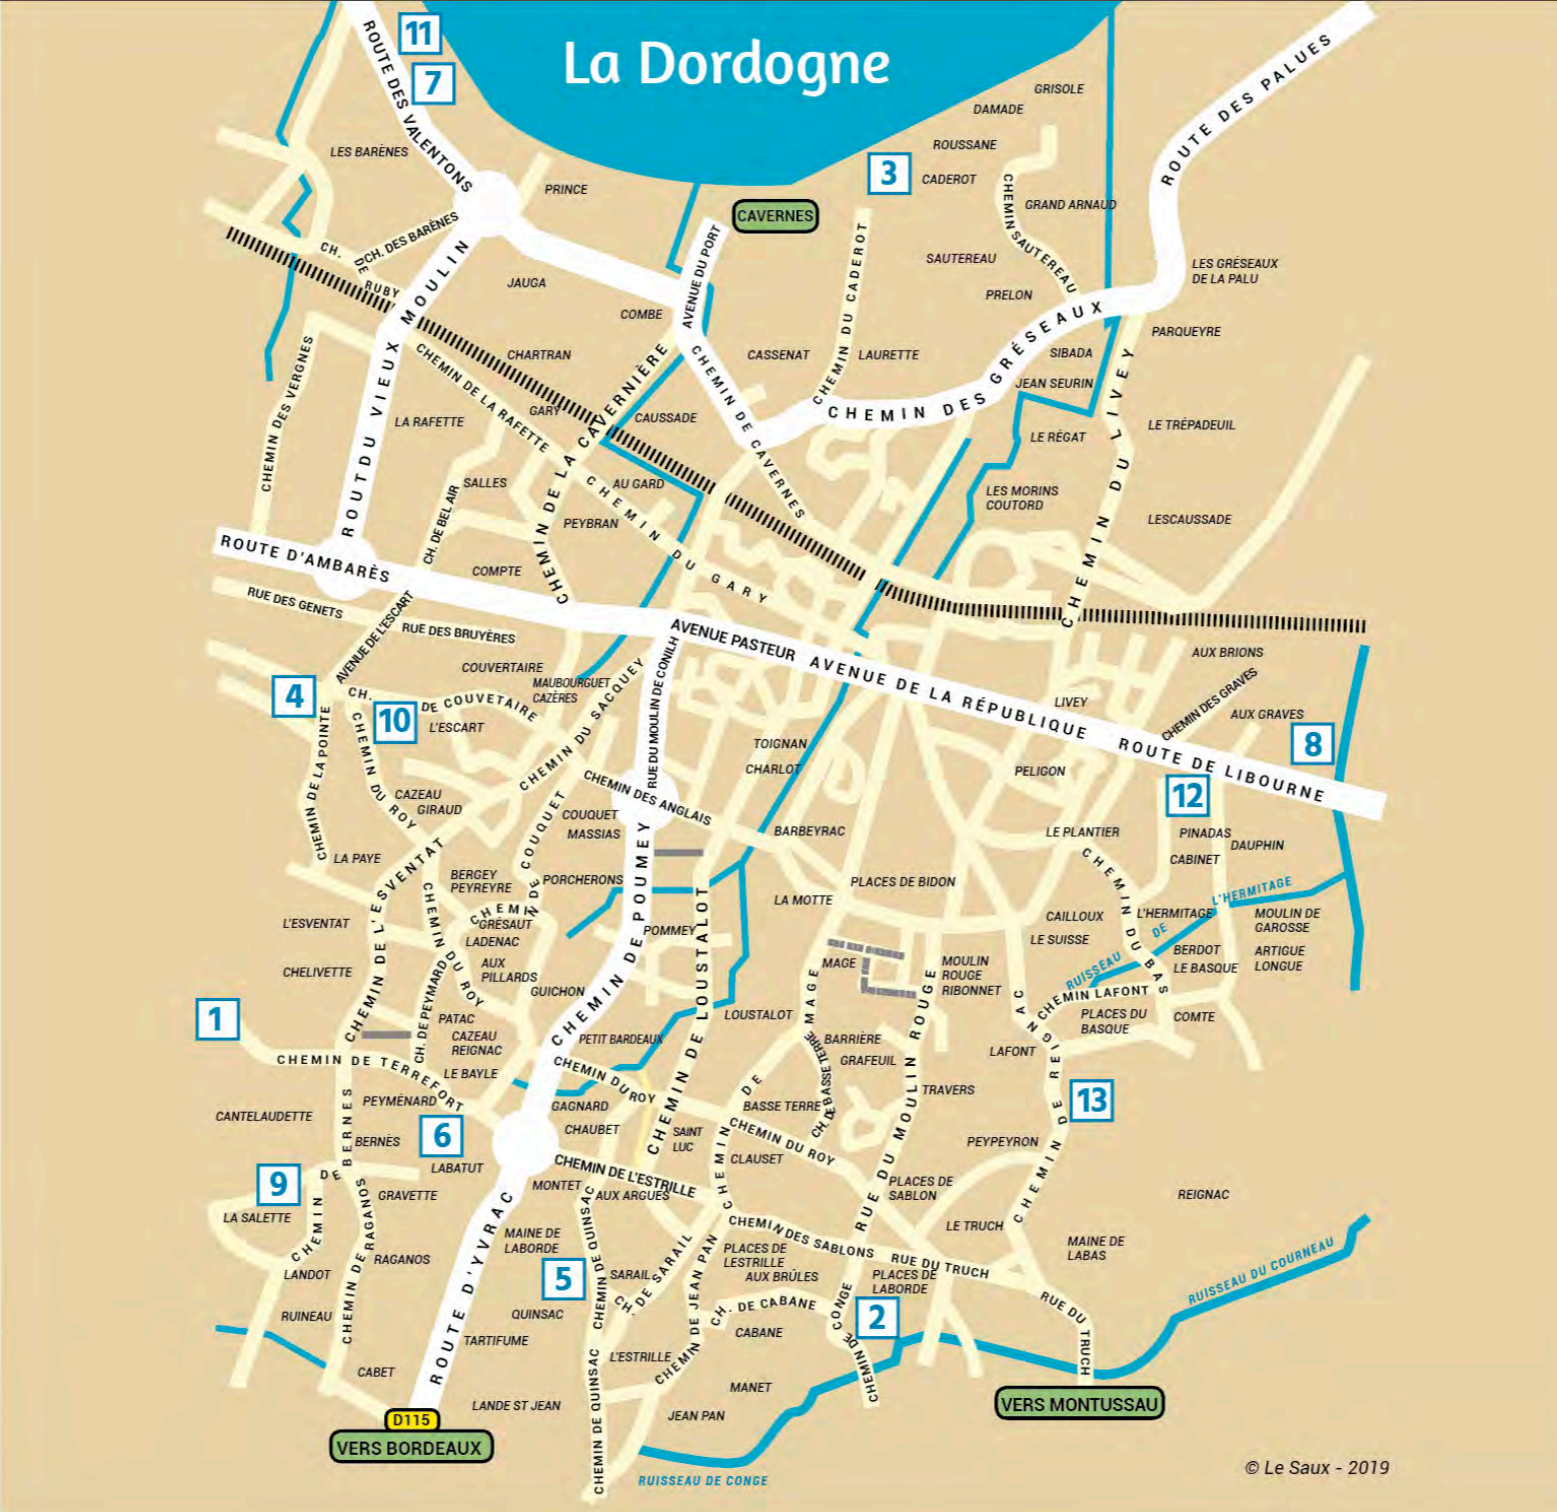 11
La Dordogne
ROUTE DES VALENTONS
7
ROUTE DES PALUES
GRISOLE
DAMADE
LES BARÈNES
ROUSSANE
3
CADEROT
PRINCE
CAVERNES
CHEMIN SAUTEREAU
GRAND ARNAUD
CH. DES BARÈNES
AVENUE DU PORT
CHEMIN DU CADEROT
CH. DE RUBY
SAUTEREAU
LES GRÉSEAUX
DE LA PALU
JAUGA
PRELON
COMBE
CHEMIN DES GRÉSEAUX
PARQUEYRE
ROUTDU VIEUX MOULIN
CHARTRAN
CASSENAT
LAURETTE
SIBADA
CHEMIN DES VERGNES
CHEMIN DE LA RAFETTE
CHEMIN DE LA CAVERNIÈRE
CHEMIN DE CAVERNES
JEAN SEURIN
CHEMIN DU LIVEY
LA RAFETTE
GARY
CAUSSADE
LE TRÉPADEUIL
LE RÉGAT
SALLES
AU GARD
LES MORINS
COUTORD
CH. DE BEL AIR
PEYBRAN
CHEMIN DU GARY
LESCAUSSADE
ROUTE D'AMBARÈS
COMPTE
RUE DES GENETS
AVENUE DE L'ESCART
RUE DES BRUYÈRES
AVENUE PASTEUR
AVENUE DE LA RÉPUBLIQUE
ROUTE DE LIBOURNE
AUX BRIONS
COUVERTAIRE
MAUBOURGUET
CAZÈRES
CHEMIN DU SACQUEY
RUE DU MOULIN DE CONILH
CHEMIN DES GRAVES
4
CH. DE COUVETAIRE
10
L'ESCART
LIVEY
AUX GRAVES
8
CHEMIN DE LA POINTE
CHEMIN DU ROY
TOIGNAN
CHARLOT
PELIGON
CHEMIN DES ANGLAIS
12
CAZEAU
GIRAUD
COUQUET
MASSIAS
BARBEYRAC
LE PLANTIER
PINADAS
DAUPHIN
CABINET
LA PAYE
CHEMIN DE L'ESVENTAT
CHEMIN DE COUQUET
BERGEY
PEYREYRE
PORCHERONS
CHEMIN DE POUMEY
PLACES DE BIDON
CHEMIN DU BAS
L'HERMITAGE
LA MOTTE
L'ESVENTAT
CHEMIN DU ROY
GRÉSAUT
LADENAC
POMMEY
CHEMIN DE LOUSTALOT
CAILLOUX
L'HERMITAGE
MOULIN DE
GAROSSE
RUISSEAU DE
LE SUISSE
BERDOT
LE BASQUE
ARTIGUE
LONGUE
CHELIVETTE
AUX
PILLARDS
GUICHON
MAGE
MOULIN
ROUGE
RIBONNET
CHEMIN LAFONT
1
CH. DE PEYMARD
PATAC
CAZEAU
REIGNAC
LOUSTALOT
CHEMIN DE MAGE
PLACES DU
BASQUE
COMTE
PETIT BARDEAUX
BARRIÈRE
GRAFEUIL
LAFONT
CHEMIN DE TERREFORT
LE BAYLE
CHEMIN DU ROY
CH. DE BASSE TERRE
RUE DU MOULIN ROUGE
CHEMIN DE REIGNAC
13
TRAVERS
CANTELAUDETTE
PEYMÉNARD
GAGNARD
BASSE TERRE
6
CHAUBET
SAINT
LUC
CHEMIN DU ROY
PEYPEYRON
BERNÈS
CHEMIN DE BERNES
LABATUT
CLAUSET
CHEMIN DE L'ESTRILLE
9
MONTET
AUX ARGUES
PLACES DE
SABLON
GRAVETTE
REIGNAC
LA SALETTE
CHEMIN DES SABLONS
LE TRUCH
MAINE DE
LABORDE
PLACES DE
LESTRILLE
RUE DU TRUCH
MAINE DE
LABAS
RAGANOS
CHEMIN DE RAGANOS
ROUTE D'YVRAC
RUISSEAU DU COURNEAU
LANDOT
5
SARAIL
CH. DE SARAIL
AUX BRÛLES
PLACES DE
LABORDE
CHEMIN DE QUINSAC
CHEMIN DE JEAN PAN
CH. DE CABANE
2
RUE DU TRUCH
RUINEAU
QUINSAC
TARTIFUME
CABANE
CHEMIN DE CONGE
L'ESTRILLE
CABET
MANET
LANDE ST JEAN
CHEMIN DE QUINSAC
JEAN PAN
D115
VERS BORDEAUX
VERS MONTUSSAU
RUISSEAU DE CONGE
© Le Saux - 2019